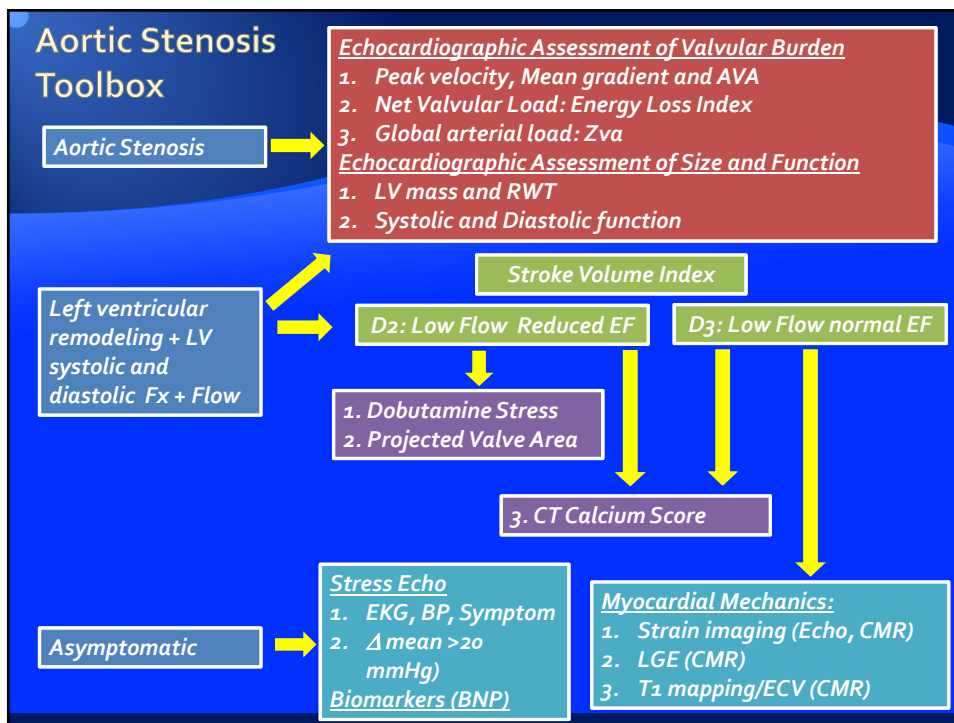 Aortic Stenosis
Toolbox
Echocardiographic Assessment of Valvular Burden
1. Peak velocity, Mean gradient and AVA
2. Net Valvular Load: Energy Loss Index
3. Global arterial load: Zva
Echocardiographic Assessment of Size and Function
1. LV mass and RWT
2. Systolic and Diastolic function
Aortic Stenosis
Stroke Volume Index
Left ventricular
remodeling + LV
systolic and
diastolic Fx + Flow
D2: Low Flow Reduced EF
D3: Low Flow normal EF
1. Dobutamine Stress
2. Projected Valve Area
3. CT Calcium Score
Asymptomatic
Stress Echo
1. EKG, BP, Symptom
2. Δ mean >20
mmHg)
Biomarkers (BNP)
Myocardial Mechanics:
1. Strain imaging (Echo, CMR)
2. LGE (CMR)
3. T1 mapping/ECV (CMR)